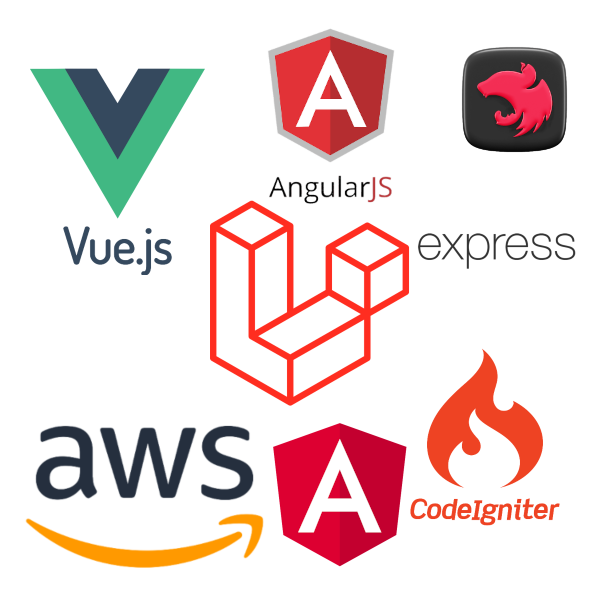 A
AngularJS
Vue.js
express
aws
A
CodeIgniter